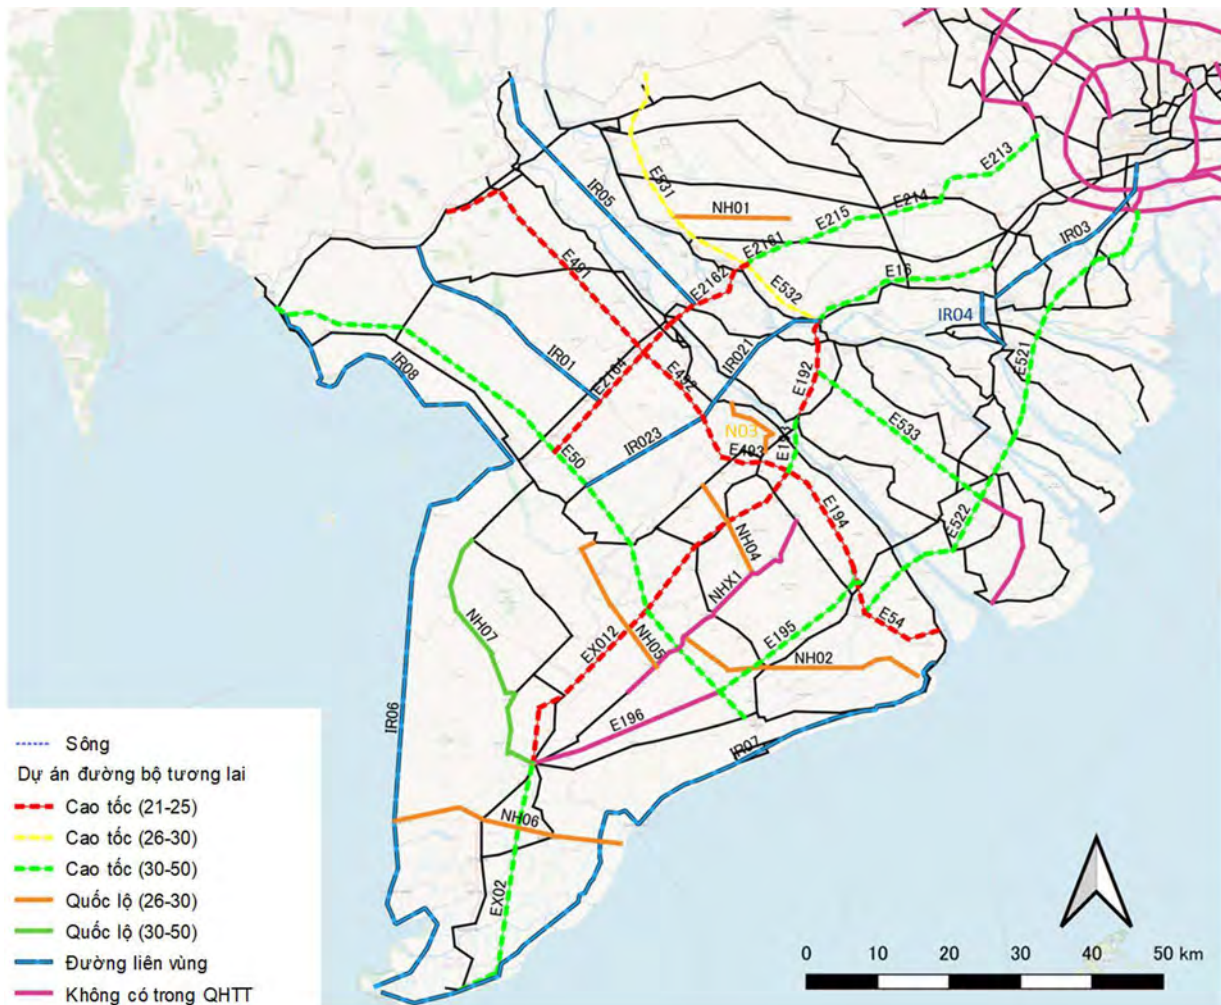 E213
E531
IR05
NH01
E214
E215
E2161
IR03
E491
E2162
E16
E532
IR04
IR021
IR01
IR08
E2164
E492
E192
E521
N03
E533
IR023
E50
E493
E194
E522
NH04
NHX1
NH07
EX012
NH05
E195
E54
NH02
IR06
E196
IR07
NH06
EX02
Sông
Dự án đường bộ tương lai
Cao tốc (21-25)
Cao tốc (26-30)
Cao tốc (30-50)
Quốc lộ (26-30)
Quốc lộ (30-50)
Đường liên vùng
Không có trong QHTT
0 10 20 30 40 50 km